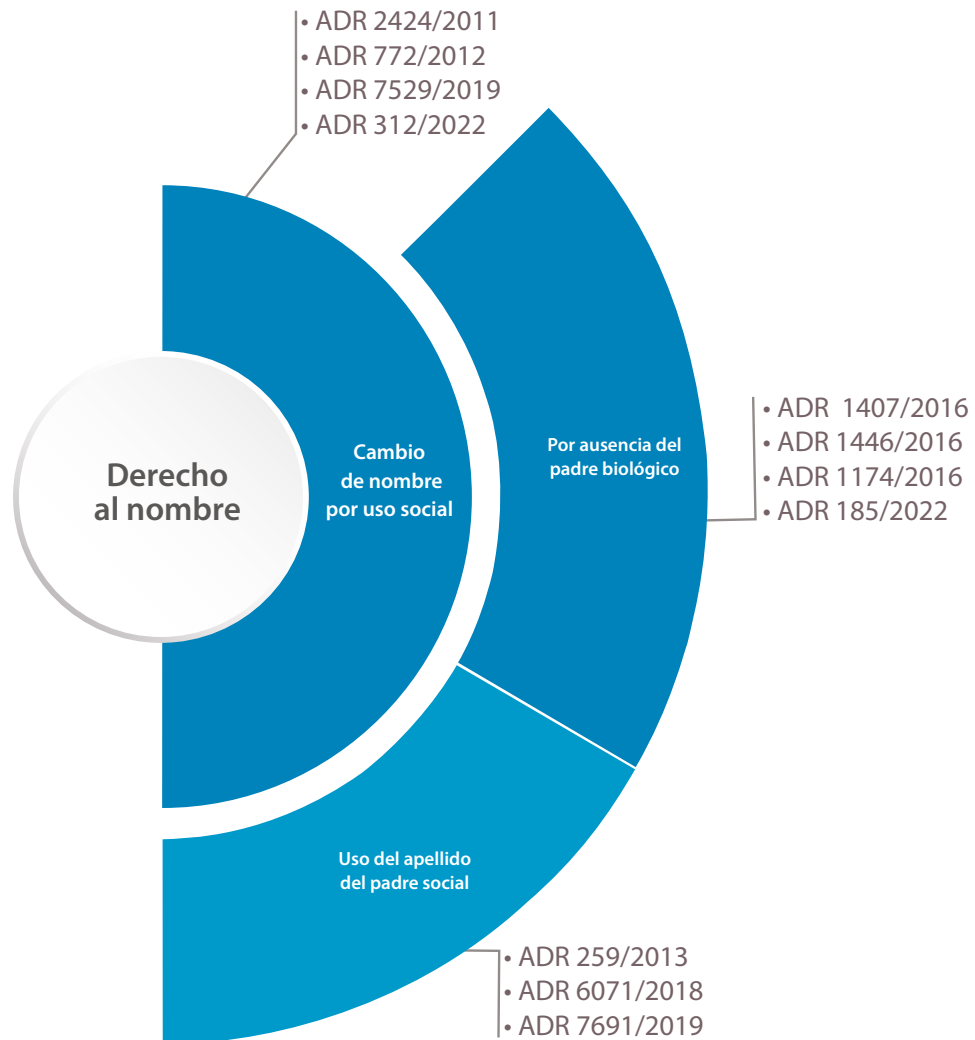 • ADR 2424/2011
• ADR 772/2012
• ADR 7529/2019
• ADR 312/2022
Derecho
al nombre
Cambio
de nombre
por uso social
Por ausencia del
padre biológico
• ADR 1407/2016
• ADR 1446/2016
• ADR 1174/2016
• ADR 185/2022
Uso del apellido
del padre social
• ADR 259/2013
• ADR 6071/2018
• ADR 7691/2019